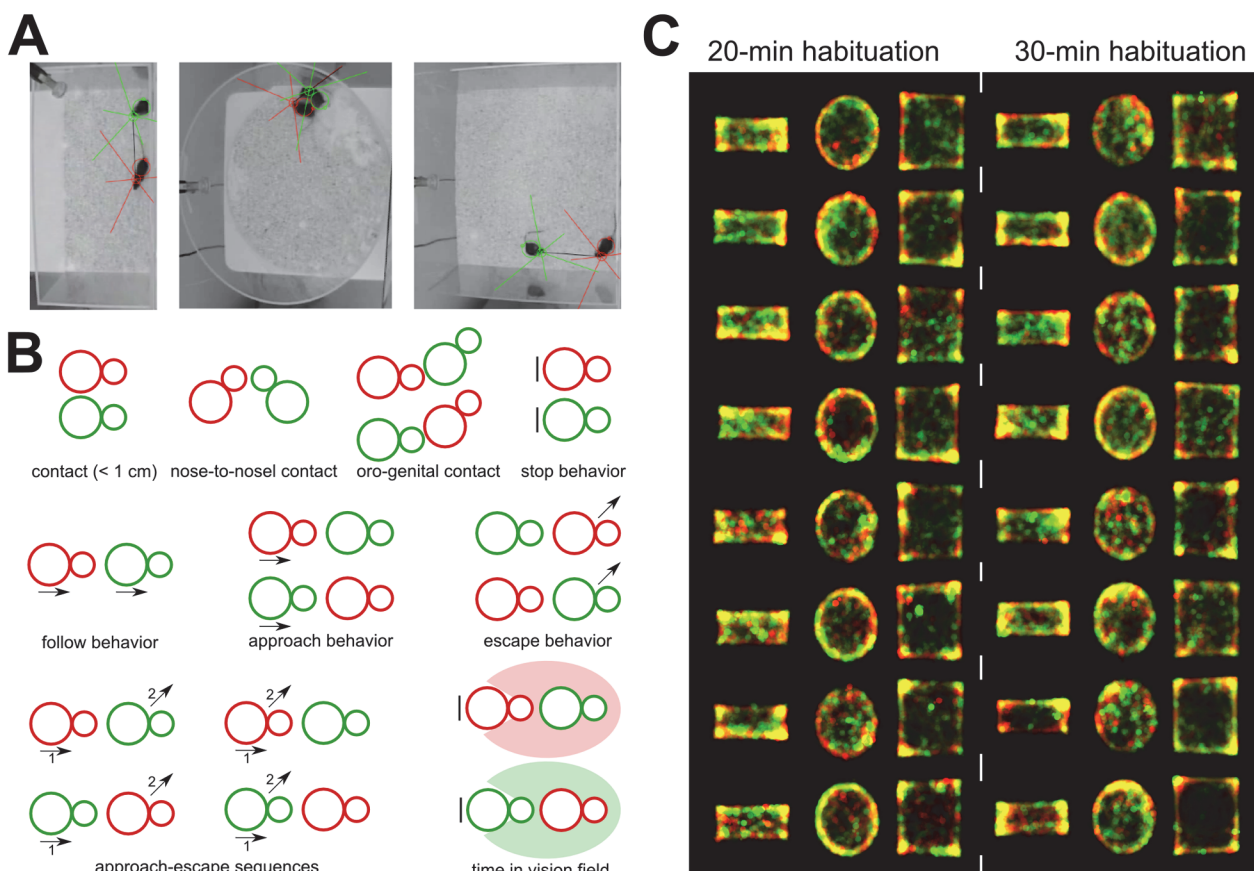 A
B
contact (< 1 cm)
nose-to-nosel contact
oro-genital contact
stop behavior
follow behavior
approach behavior
escape behavior
2
2
1
1
2
2
1
1
approach-escape sequences
time in vision field
C
20-min habituation
30-min habituation